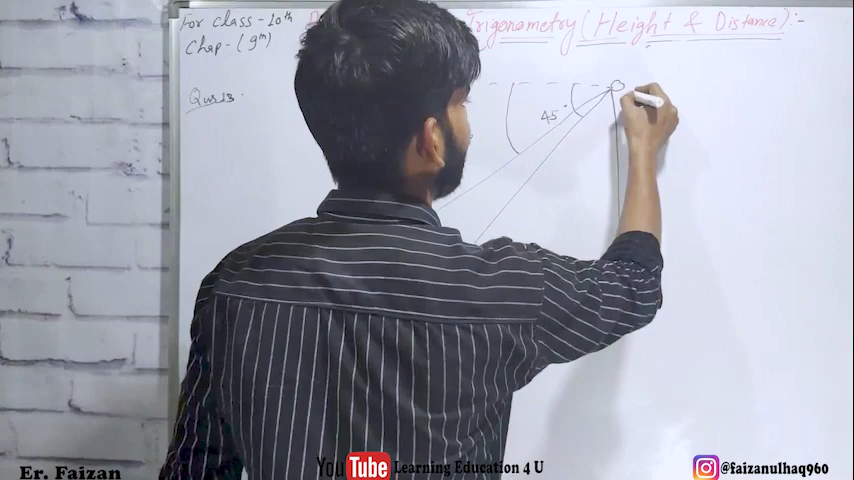 For Class - 10th
Trigonometry (Height & Distance) :-
Chap - (9th)
Qus 13.
45°
Er. Faizan
YouTube Learning Education 4 U
@faizanulhaq960